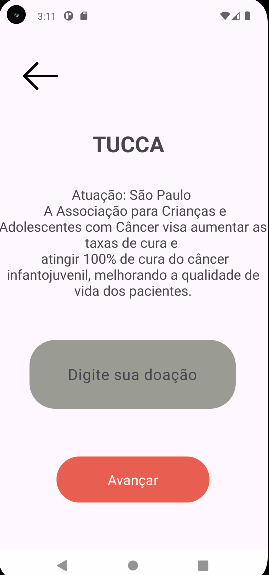 3:11
TUCCA
Atuação: São Paulo
A Associação para Crianças e
Adolescentes com Câncer visa aumentar as
taxas de cura e
atingir 100% de cura do câncer
infantojuvenil, melhorando a qualidade de
vida dos pacientes.
Digite sua doação
Avançar